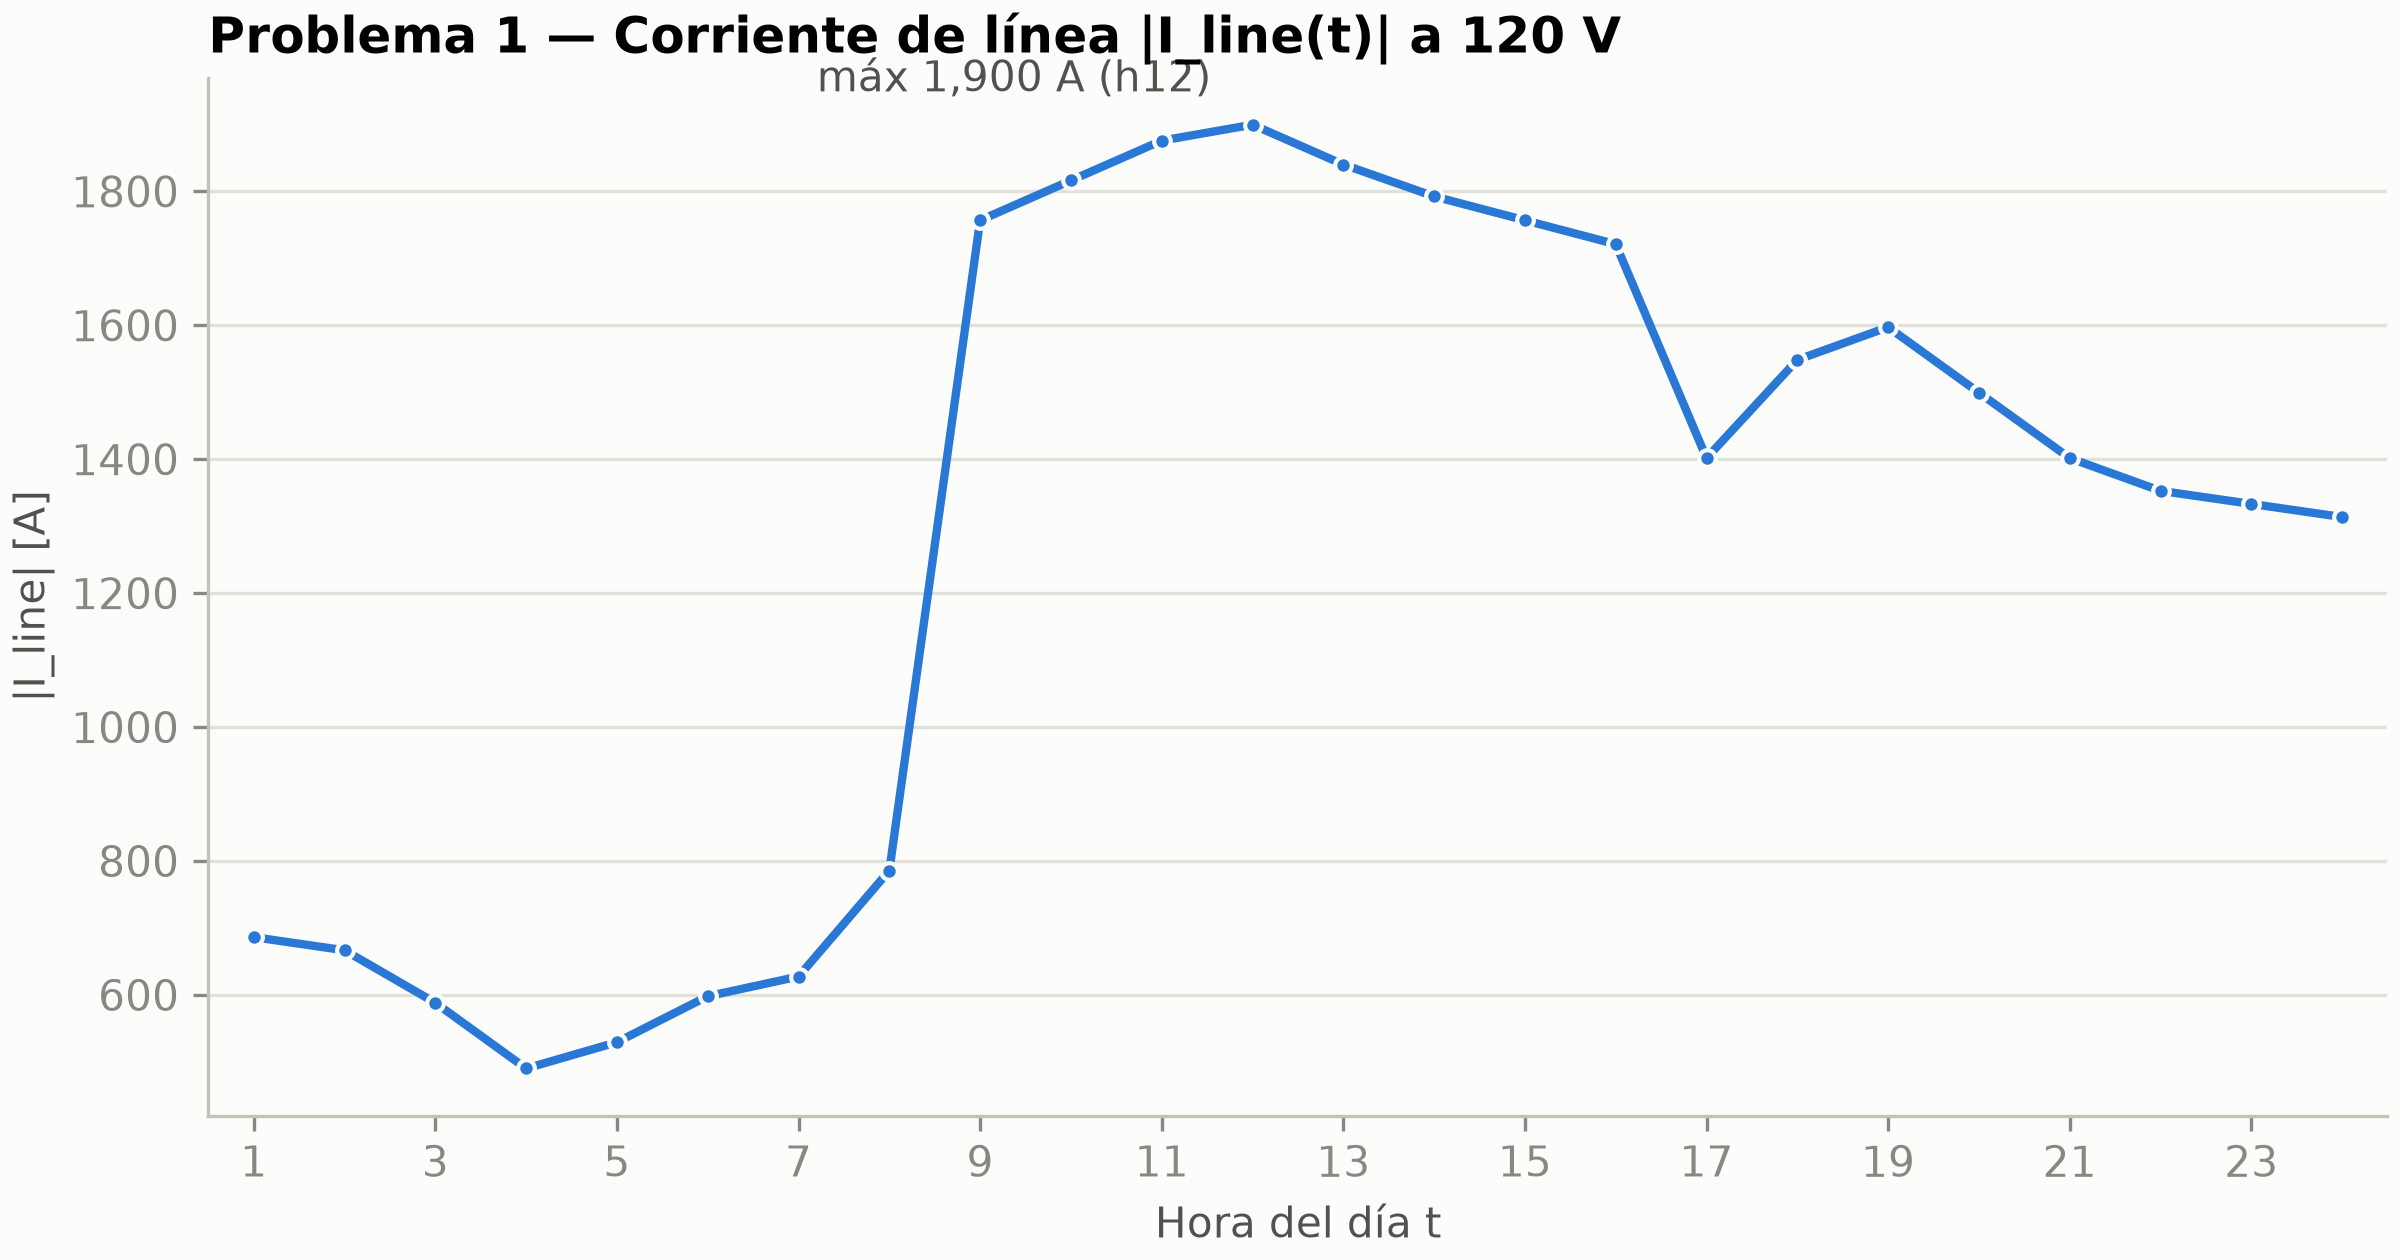 Problema 1 — Corriente de línea |I_line(t)| a 120 V
máx 1,900 A (h12)
1800
1600
1400
1200
1000
800
600
|I_line| [A]
1 3 5 7 9 11 13 15 17 19 21 23
Hora del día t